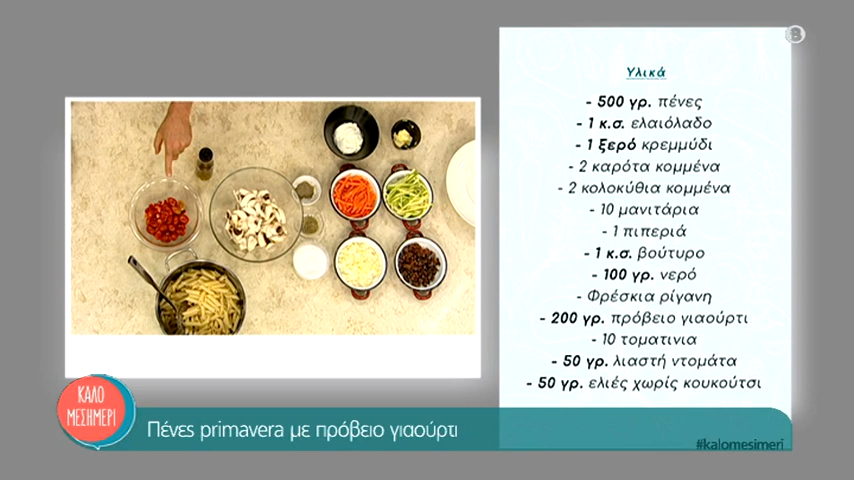 Υλικά
- 500 γρ. πένες
- 1 κ.σ. ελαιόλαδο
- 1 ξερό κρεμμύδι
- 2 καρότα κομμένα
- 2 κολοκύθια κομμένα
- 10 μανιτάρια
- 1 πιπεριά
- 1 κ.σ. βούτυρο
- 100 γρ. νερό
- Φρέσκια ρίγανη
- 200 γρ. πρόβειο γιαούρτι
- 10 τοματινια
- 50 γρ. λιαστή ντομάτα
- 50 γρ. ελιές χωρίς κουκούτσι
ΚΑΛΟ
ΜΕΣΗΜΕΡΙ
Πένες primavera με πρόβειο γιαούρτι
#kalomesimeri